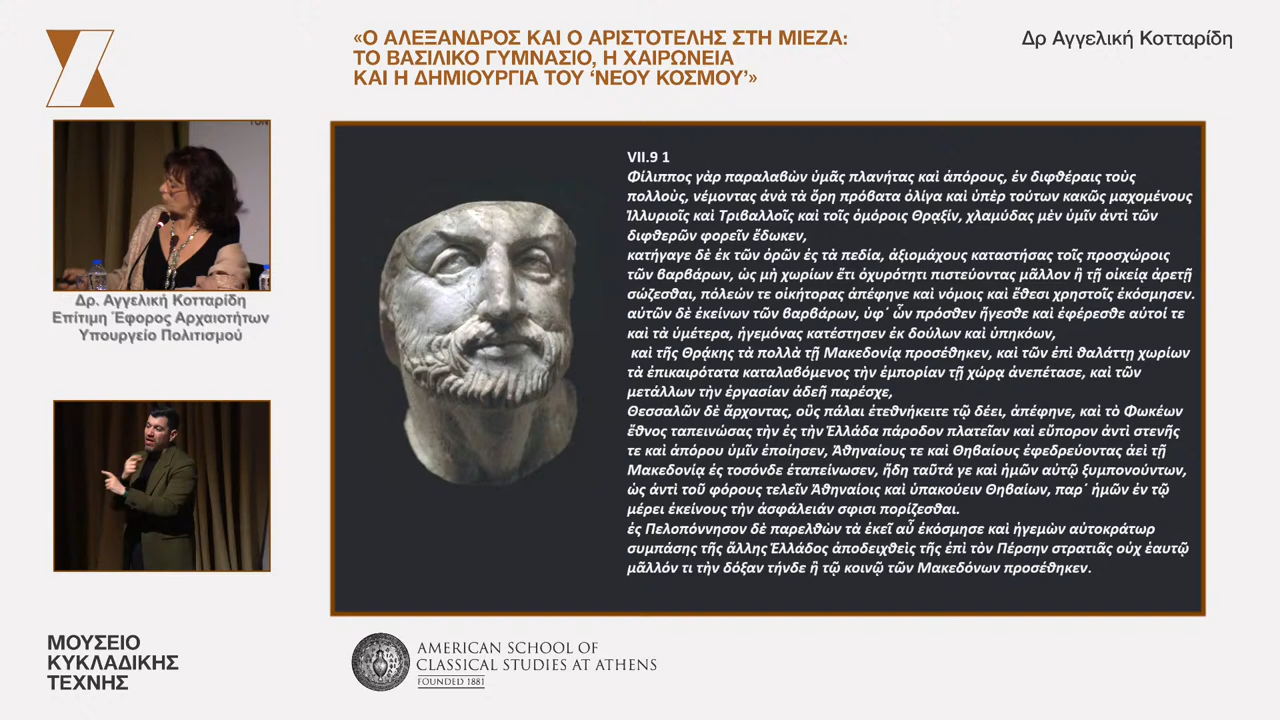 «Ο ΑΛΕΞΑΝΔΡΟΣ ΚΑΙ Ο ΑΡΙΣΤΟΤΕΛΗΣ ΣΤΗ ΜΙΕΖΑ:
ΤΟ ΒΑΣΙΛΙΚΟ ΓΥΜΝΑΣΙΟ, Η ΧΑΙΡΩΝΕΙΑ
ΚΑΙ Η ΔΗΜΙΟΥΡΓΙΑ ΤΟΥ ‘ΝΕΟΥ ΚΟΣΜΟΥ’»
Δρ Αγγελική Κοτταρίδη
ΤΩΝ
Δρ. Αγγελική Κοτταρίδη
Επίτιμη Έφορος Αρχαιοτήτων
Υπουργείο Πολιτισμού
VII.9 1
Φίλιππος γὰρ παραλαβὼν ὑμᾶς πλανήτας καὶ ἀπόρους, ἐν διφθέραις τοὺς
πολλοὺς, νέμοντας ἀνὰ τὰ ὄρη πρόβατα ὀλίγα καὶ ὑπὲρ τούτων κακῶς μαχομένους
Ἰλλυριοῖς καὶ Τριβαλλοῖς καὶ τοῖς ὁμόροις Θρᾳξίν, χλαμύδας μὲν ὑμῖν ἀντὶ τῶν
διφθερῶν φορεῖν ἔδωκεν,
κατήγαγε δὲ ἐκ τῶν ὀρῶν ἐς τὰ πεδία, ἀξιομάχους καταστήσας τοῖς προσχώροις
τῶν βαρβάρων, ὡς μὴ χωρίων ἔτι ὀχυρότητι πιστεύοντας μᾶλλον ἢ τῇ οἰκείᾳ ἀρετῇ
σώζεσθαι, πόλεών τε οἰκήτορας ἀπέφηνε καὶ νόμοις καὶ ἔθεσι χρηστοῖς ἐκόσμησεν.
αὐτῶν δὲ ἐκείνων τῶν βαρβάρων, ὑφ᾽ ὧν πρόσθεν ἤγεσθε καὶ ἐφέρεσθε αὐτοί τε
καὶ τὰ ὑμέτερα, ἡγεμόνας κατέστησεν ἐκ δούλων καὶ ὑπηκόων,
καὶ τῆς Θρᾴκης τὰ πολλὰ τῇ Μακεδονίᾳ προσέθηκεν, καὶ τῶν ἐπὶ θαλάττῃ χωρίων
τὰ ἐπικαιρότατα καταλαβόμενος τὴν ἐμπορίαν τῇ χώρᾳ ἀνεπέτασε, καὶ τῶν
μετάλλων τὴν ἐργασίαν ἀδεῆ παρέσχε,
Θεσσαλῶν δὲ ἄρχοντας, οὓς πάλαι ἐτεθνήκειτε τῷ δέει, ἀπέφηνε, καὶ τὸ Φωκέων
ἔθνος ταπεινώσας τὴν ἐς τὴν Ἑλλάδα πάροδον πλατεῖαν καὶ εὔπορον ἀντὶ στενῆς
τε καὶ ἀπόρου ὑμῖν ἐποίησεν, Ἀθηναίους τε καὶ Θηβαίους ἐφεδρεύοντας ἀεὶ τῇ
Μακεδονίᾳ ἐς τοσόνδε ἐταπείνωσεν, ἤδη ταῦτά γε καὶ ἡμῶν αὐτῷ ξυμπονούντων,
ὡς ἀντὶ τοῦ φόρους τελεῖν Ἀθηναίοις καὶ ὑπακούειν Θηβαίων, παρ᾽ ἡμῶν ἐν τῷ
μέρει ἐκείνους τὴν ἀσφάλειάν σφισι πορίζεσθαι.
ἐς Πελοπόννησον δὲ παρελθὼν τὰ ἐκεῖ αὖ ἐκόσμησε καὶ ἡγεμὼν αὐτοκράτωρ
συμπάσης τῆς ἄλλης Ἑλλάδος ἀποδειχθεὶς τῆς ἐπὶ τὸν Πέρσην στρατιᾶς οὐχ ἑαυτῷ
μᾶλλόν τι τὴν δόξαν τήνδε ἢ τῷ κοινῷ τῶν Μακεδόνων προσέθηκεν.
ΜΟΥΣΕΙΟ
ΚΥΚΛΑΔΙΚΗΣ
ΤΕΧΝΗΣ
AMERICAN SCHOOL OF
CLASSICAL STUDIES AT ATHENS
FOUNDED 1881